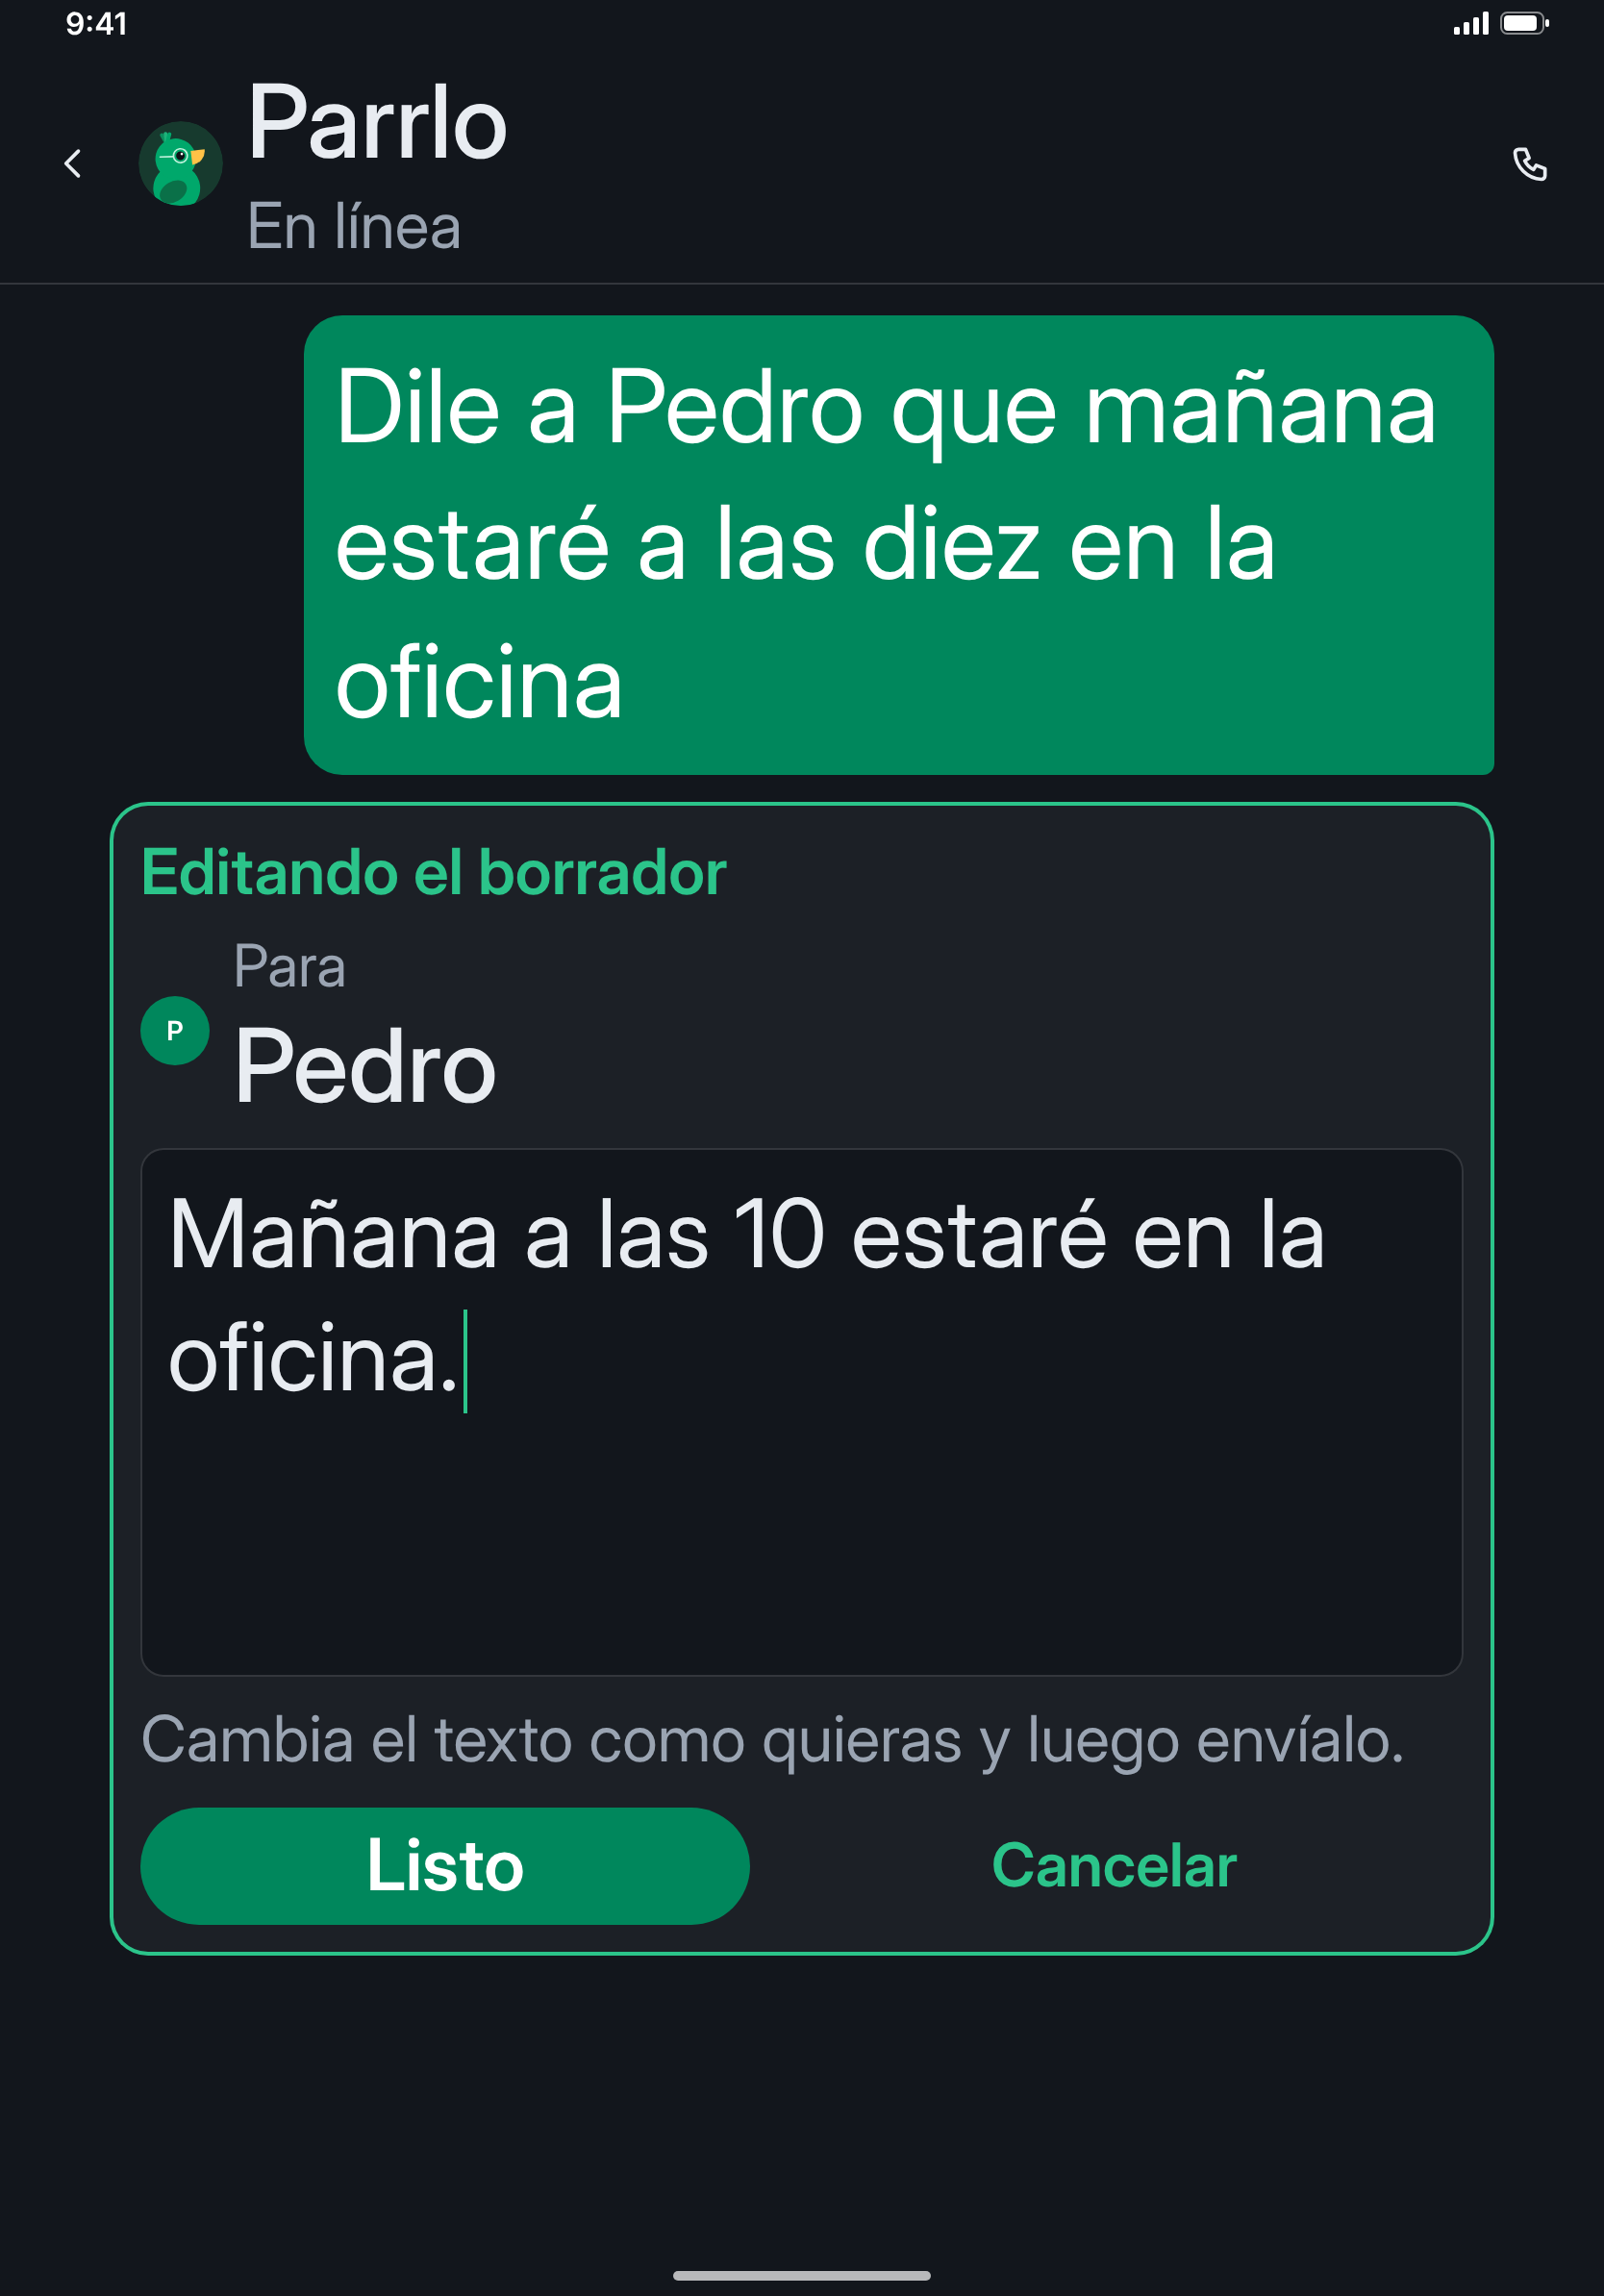 9:41
Parrlo
En línea
Dile a Pedro que mañana
estaré a las diez en la
oficina
Editando el borrador
Para
P
Pedro
Mañana a las 10 estaré en la
oficina.
Cambia el texto como quieras y luego envíalo.
Listo
Cancelar